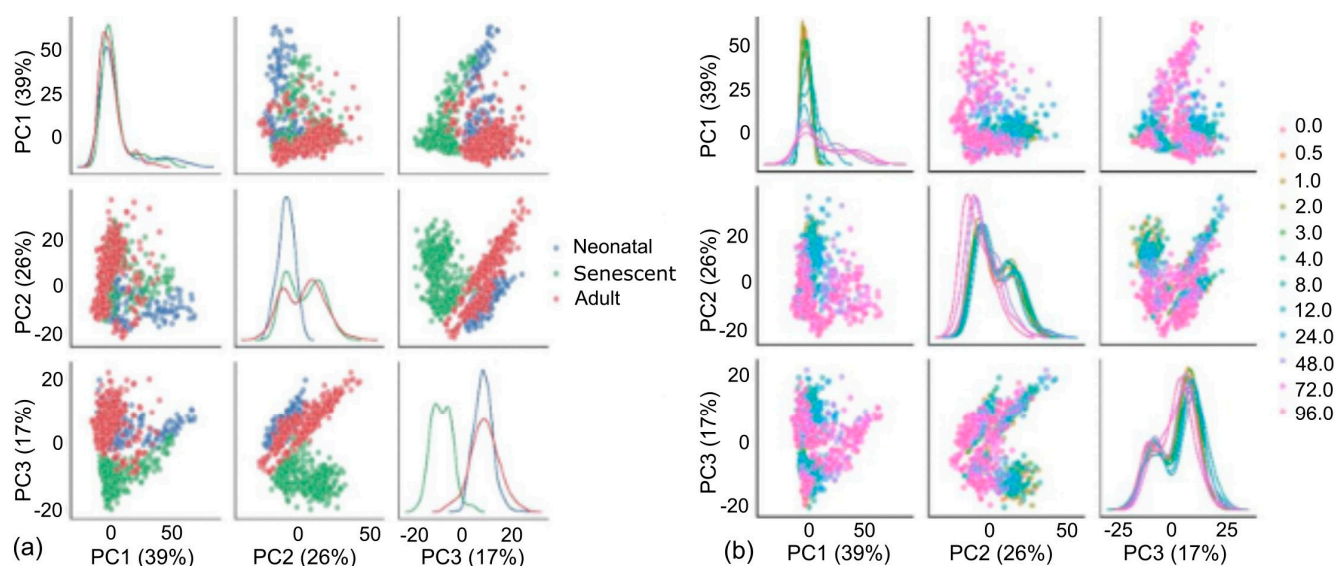 PC1 (39%)
50
25
0
PC2 (26%)
20
0
-20
PC3 (17%)
20
0
-20
0 50
0 50
-20 0 20
PC1 (39%) PC2 (26%) PC3 (17%)
(a)
Neonatal
Senescent
Adult
PC1 (39%)
50
25
0
PC2 (26%)
20
0
-20
PC3 (17%)
20
0
-20
0 50
0 50
-25 0 25
PC1 (39%) PC2 (26%) PC3 (17%)
(b)
0.0
0.5
1.0
2.0
3.0
4.0
8.0
12.0
24.0
48.0
72.0
96.0